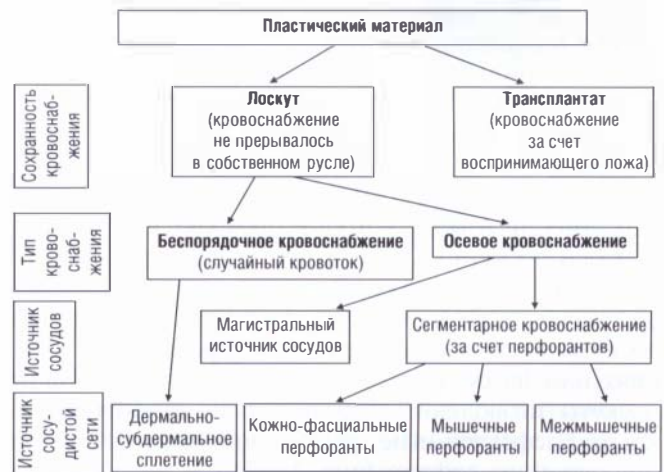 Пластический материал
Сохранность
кровоснаб-
жения
Лоскут
(кровоснабжение
не прерывалось
в собственном русле)
Трансплантат
(кровоснабжение
за счет
воспринимающего ложа)
Тип
крово-
снаб-
жения
Беспорядочное кровоснабжение
(случайный кровоток)
Осевое кровоснабжение
Источник
сосудов
Магистральный
источник сосудов
Сегментарное кровоснабжение
(за счет перфорантов)
Источник
сосу-
дистой
сети
Дермально-
субдермальное
сплетение
Кожно-фасциальные
перфоранты
Мышечные
перфоранты
Межмышечные
перфоранты